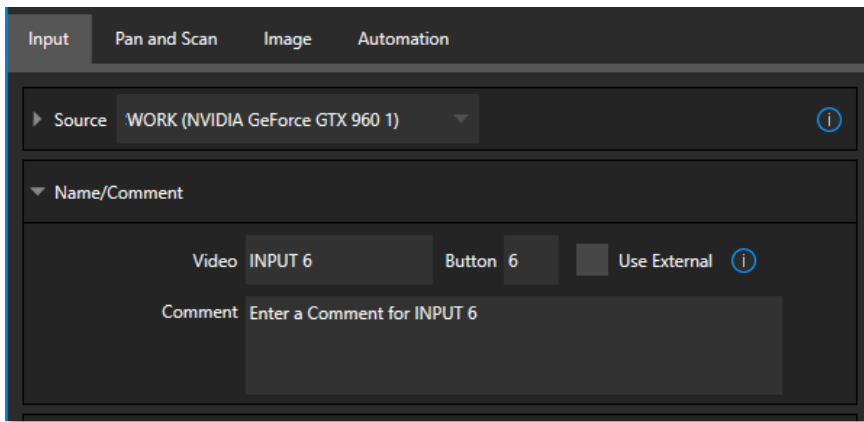 Input Pan and Scan Image Automation
Source :WORK (NVIDIA GeForce GTX 960 1)
Name/Comment
Video INPUT 6 Button 6 Use External
Comment Enter a Comment for INPUT 6